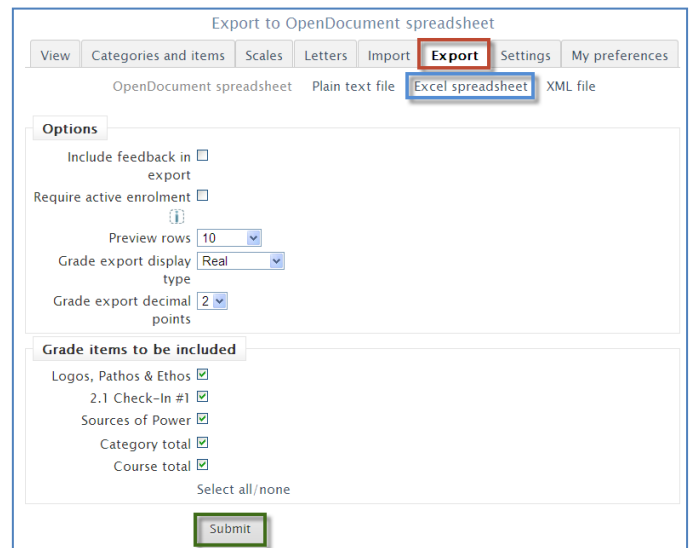 Export to OpenDocument spreadsheet
View Categories and items Scales Letters Import Export Settings My preferences
OpenDocument spreadsheet Plain text file Excel spreadsheet XML file
Options
Include feedback in
export
Require active enrolment
i
Preview rows 10
Grade export display Real
type
Grade export decimal 2
points
Grade items to be included
Logos, Pathos & Ethos
2.1 Check-In #1
Sources of Power
Category total
Course total
Select all/none
Submit